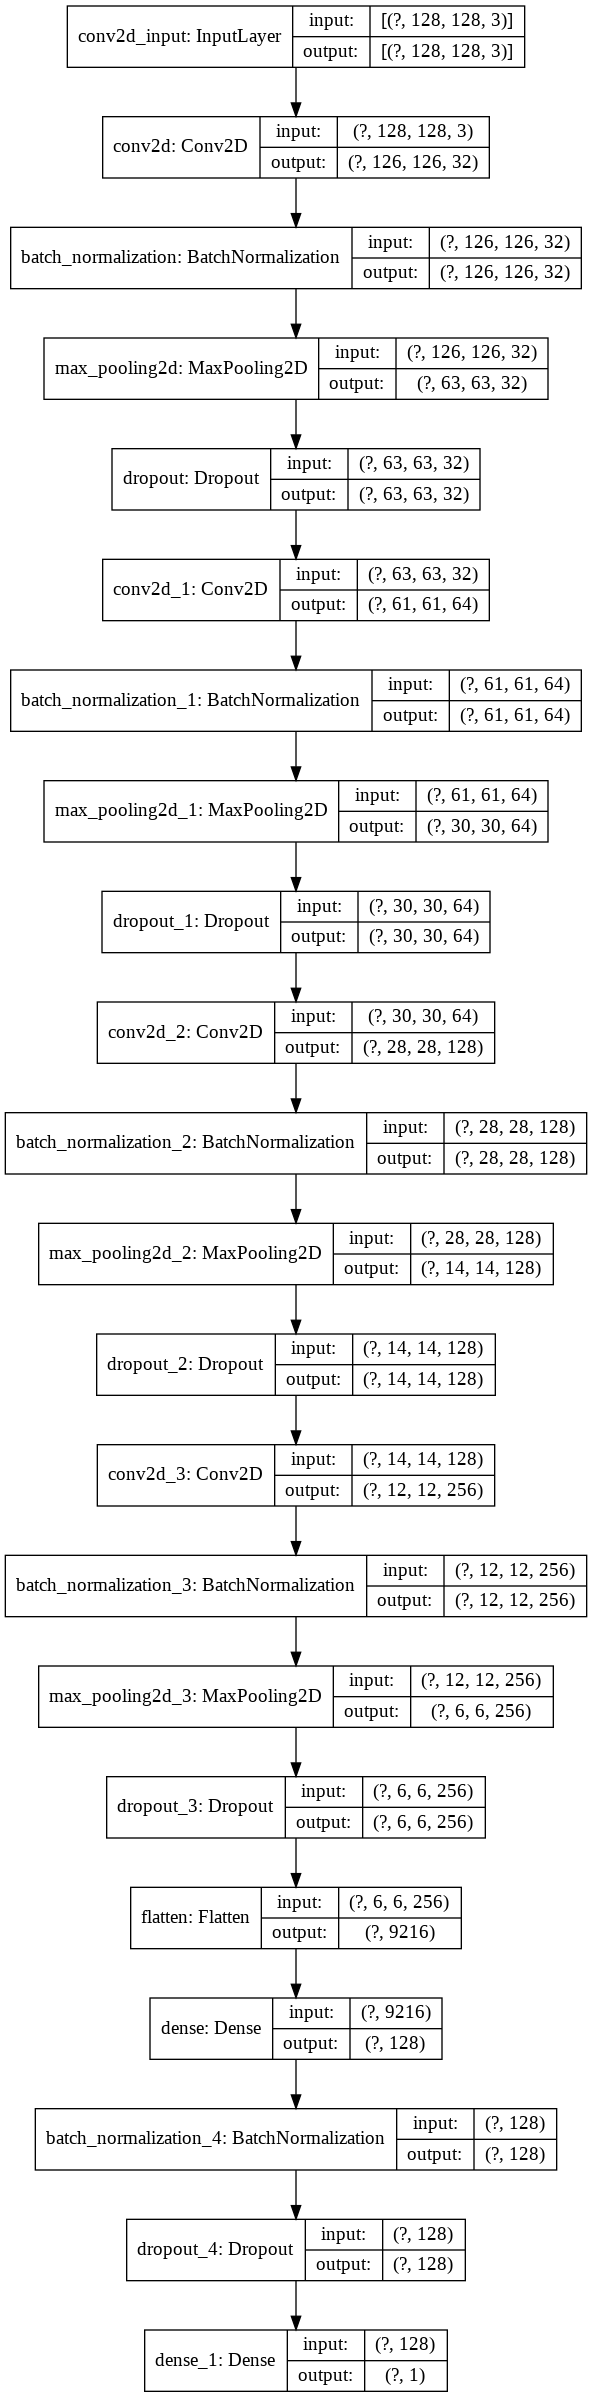 conv2d_input: InputLayer
input:
[(?, 128, 128, 3)]
output:
[(?, 128, 128, 3)]
conv2d: Conv2D
input:
(?, 128, 128, 3)
output:
(?, 126, 126, 32)
batch_normalization: BatchNormalization
input:
(?, 126, 126, 32)
output:
(?, 126, 126, 32)
max_pooling2d: MaxPooling2D
input:
(?, 126, 126, 32)
output:
(?, 63, 63, 32)
dropout: Dropout
input:
(?, 63, 63, 32)
output:
(?, 63, 63, 32)
conv2d_1: Conv2D
input:
(?, 63, 63, 32)
output:
(?, 61, 61, 64)
batch_normalization_1: BatchNormalization
input:
(?, 61, 61, 64)
output:
(?, 61, 61, 64)
max_pooling2d_1: MaxPooling2D
input:
(?, 61, 61, 64)
output:
(?, 30, 30, 64)
dropout_1: Dropout
input:
(?, 30, 30, 64)
output:
(?, 30, 30, 64)
conv2d_2: Conv2D
input:
(?, 30, 30, 64)
output:
(?, 28, 28, 128)
batch_normalization_2: BatchNormalization
input:
(?, 28, 28, 128)
output:
(?, 28, 28, 128)
max_pooling2d_2: MaxPooling2D
input:
(?, 28, 28, 128)
output:
(?, 14, 14, 128)
dropout_2: Dropout
input:
(?, 14, 14, 128)
output:
(?, 14, 14, 128)
conv2d_3: Conv2D
input:
(?, 14, 14, 128)
output:
(?, 12, 12, 256)
batch_normalization_3: BatchNormalization
input:
(?, 12, 12, 256)
output:
(?, 12, 12, 256)
max_pooling2d_3: MaxPooling2D
input:
(?, 12, 12, 256)
output:
(?, 6, 6, 256)
dropout_3: Dropout
input:
(?, 6, 6, 256)
output:
(?, 6, 6, 256)
flatten: Flatten
input:
(?, 6, 6, 256)
output:
(?, 9216)
dense: Dense
input:
(?, 9216)
output:
(?, 128)
batch_normalization_4: BatchNormalization
input:
(?, 128)
output:
(?, 128)
dropout_4: Dropout
input:
(?, 128)
output:
(?, 128)
dense_1: Dense
input:
(?, 128)
output:
(?, 1)